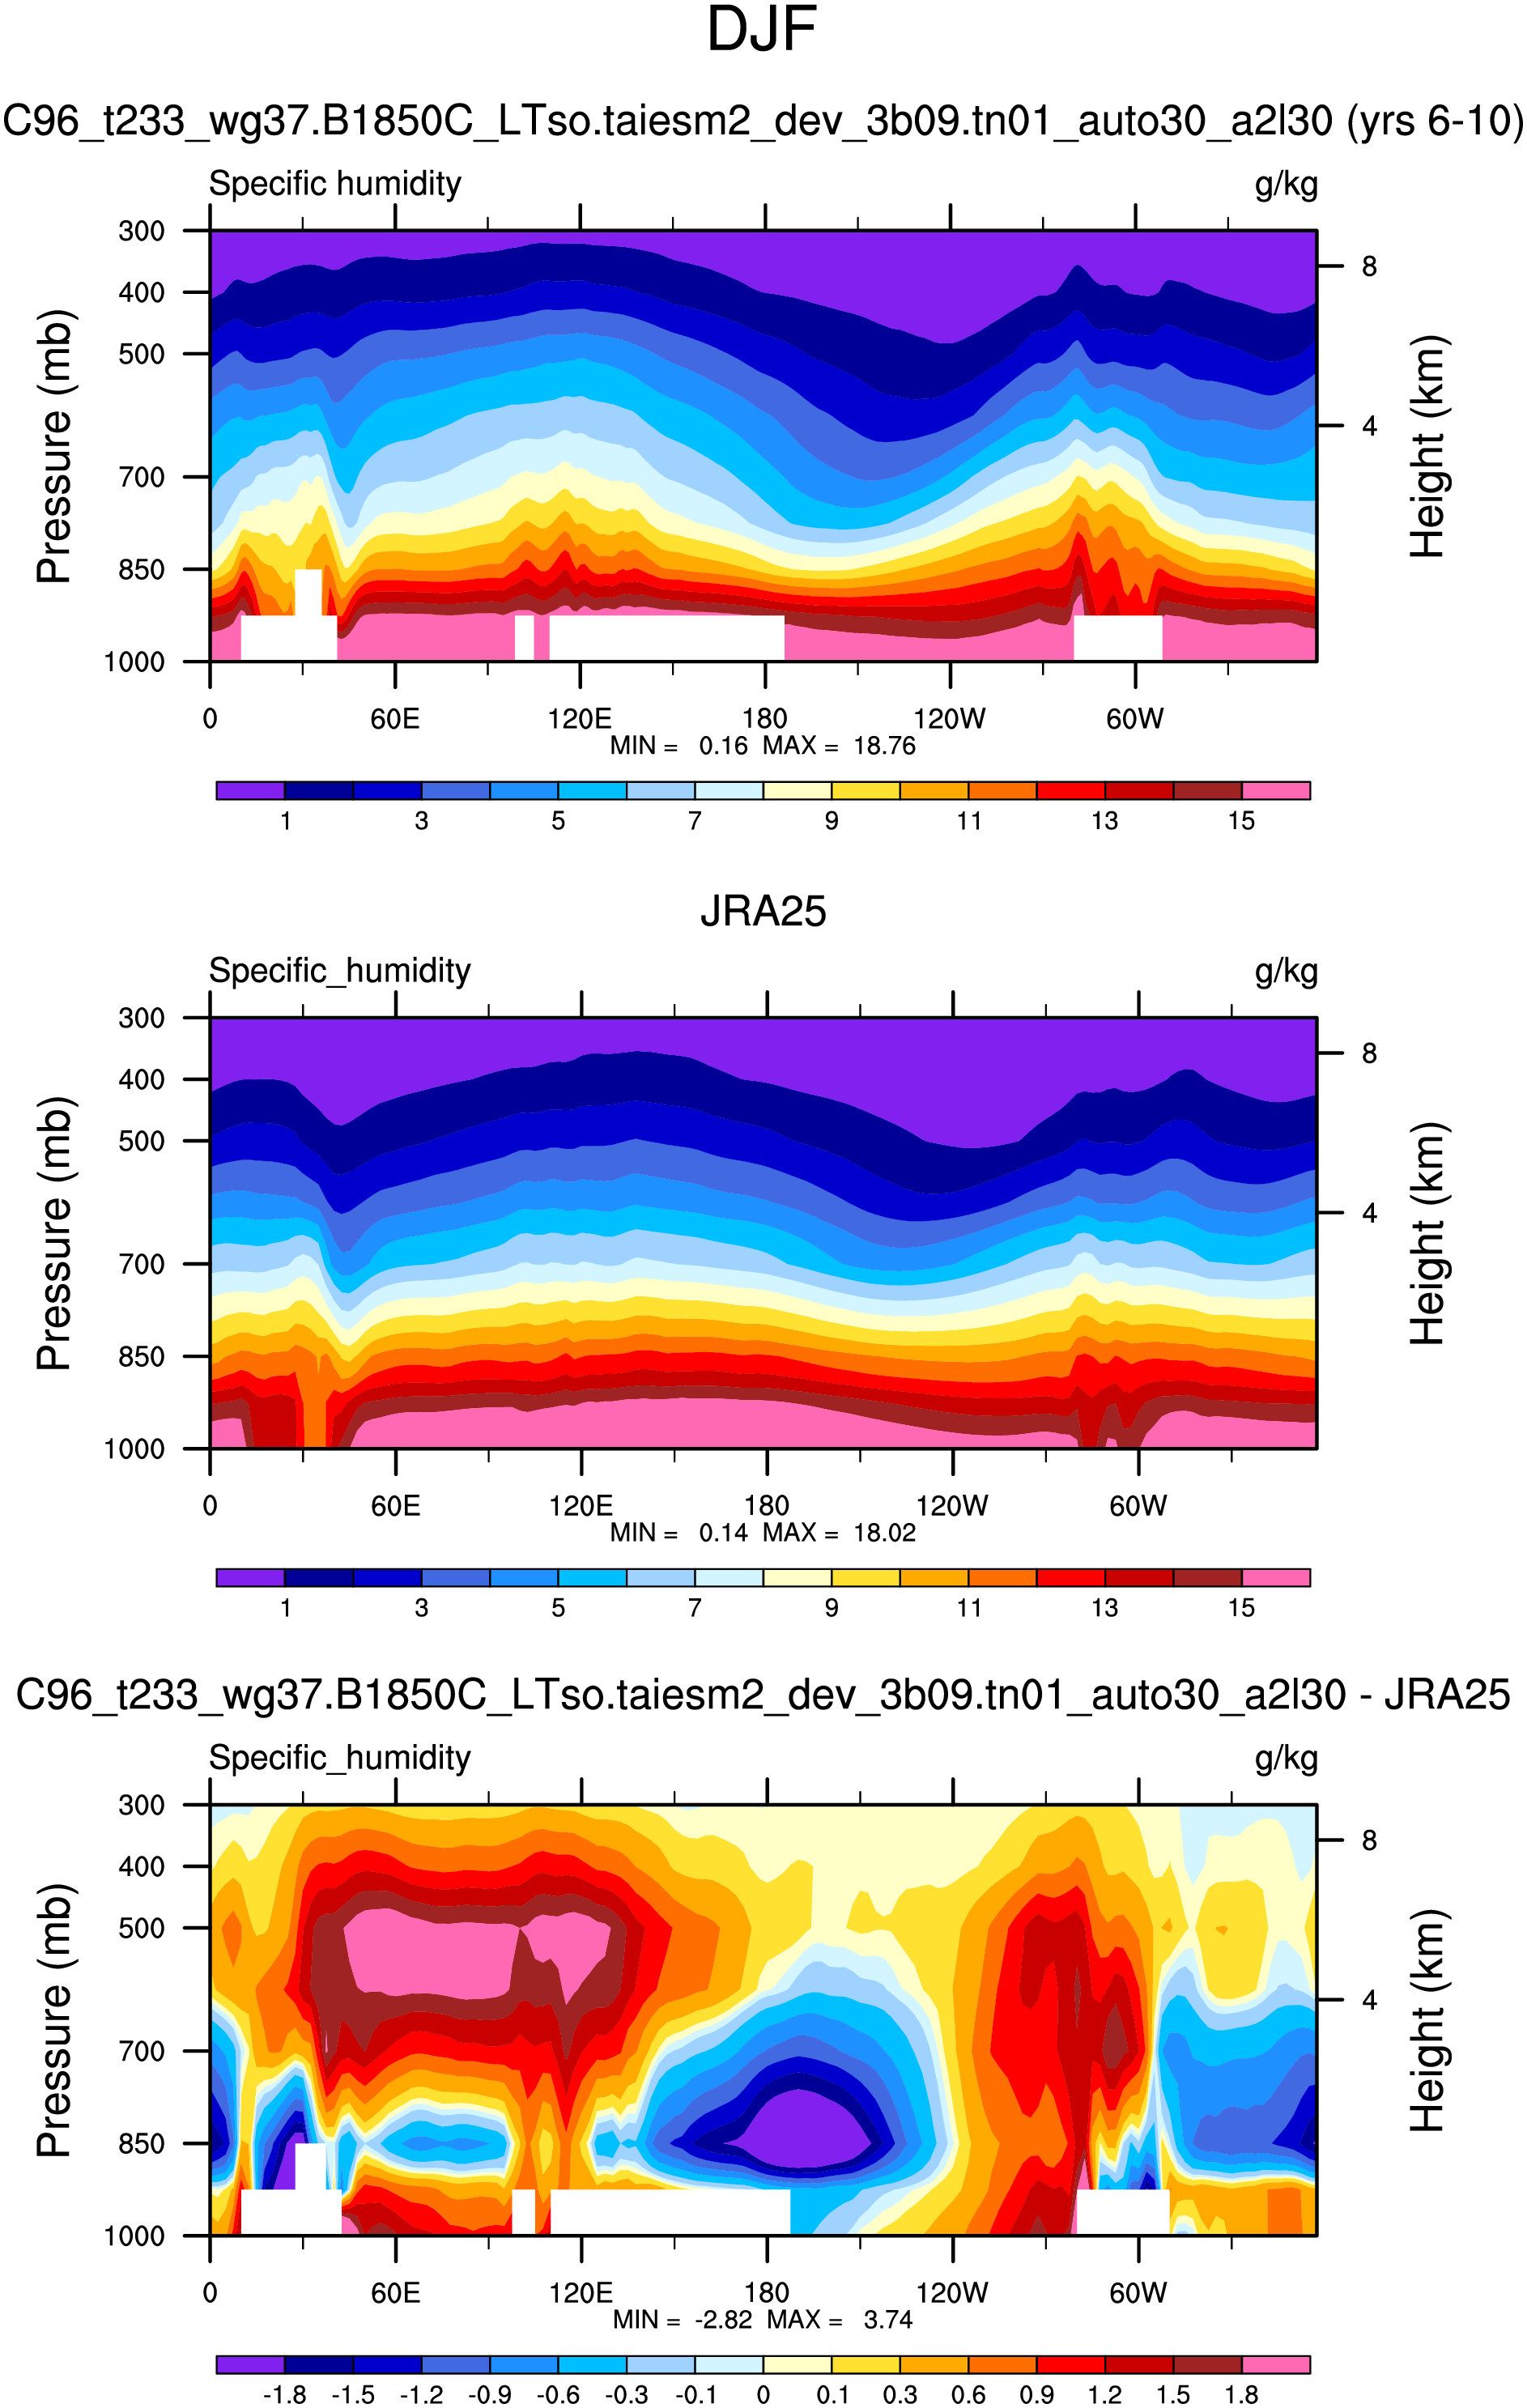 DJF
C96_t233_wg37.B1850C_LTso.taiesm2_dev_3b09.tn01_auto30_a2l30 (yrs 6-10)
Specific humidity g/kg
Pressure (mb)
300
400
500
700
850
1000
8
4
Height (km)
0 60E 120E 180 120W 60W
MIN = 0.16 MAX = 18.76
1 3 5 7 9 11 13 15
JRA25
Specific_humidity g/kg
Pressure (mb)
300
400
500
700
850
1000
8
4
Height (km)
0 60E 120E 180 120W 60W
MIN = 0.14 MAX = 18.02
1 3 5 7 9 11 13 15
C96_t233_wg37.B1850C_LTso.taiesm2_dev_3b09.tn01_auto30_a2l30 - JRA25
Specific_humidity g/kg
Pressure (mb)
300
400
500
700
850
1000
8
4
Height (km)
0 60E 120E 180 120W 60W
MIN = -2.82 MAX = 3.74
-1.8 -1.5 -1.2 -0.9 -0.6 -0.3 -0.1 0 0.1 0.3 0.6 0.9 1.2 1.5 1.8